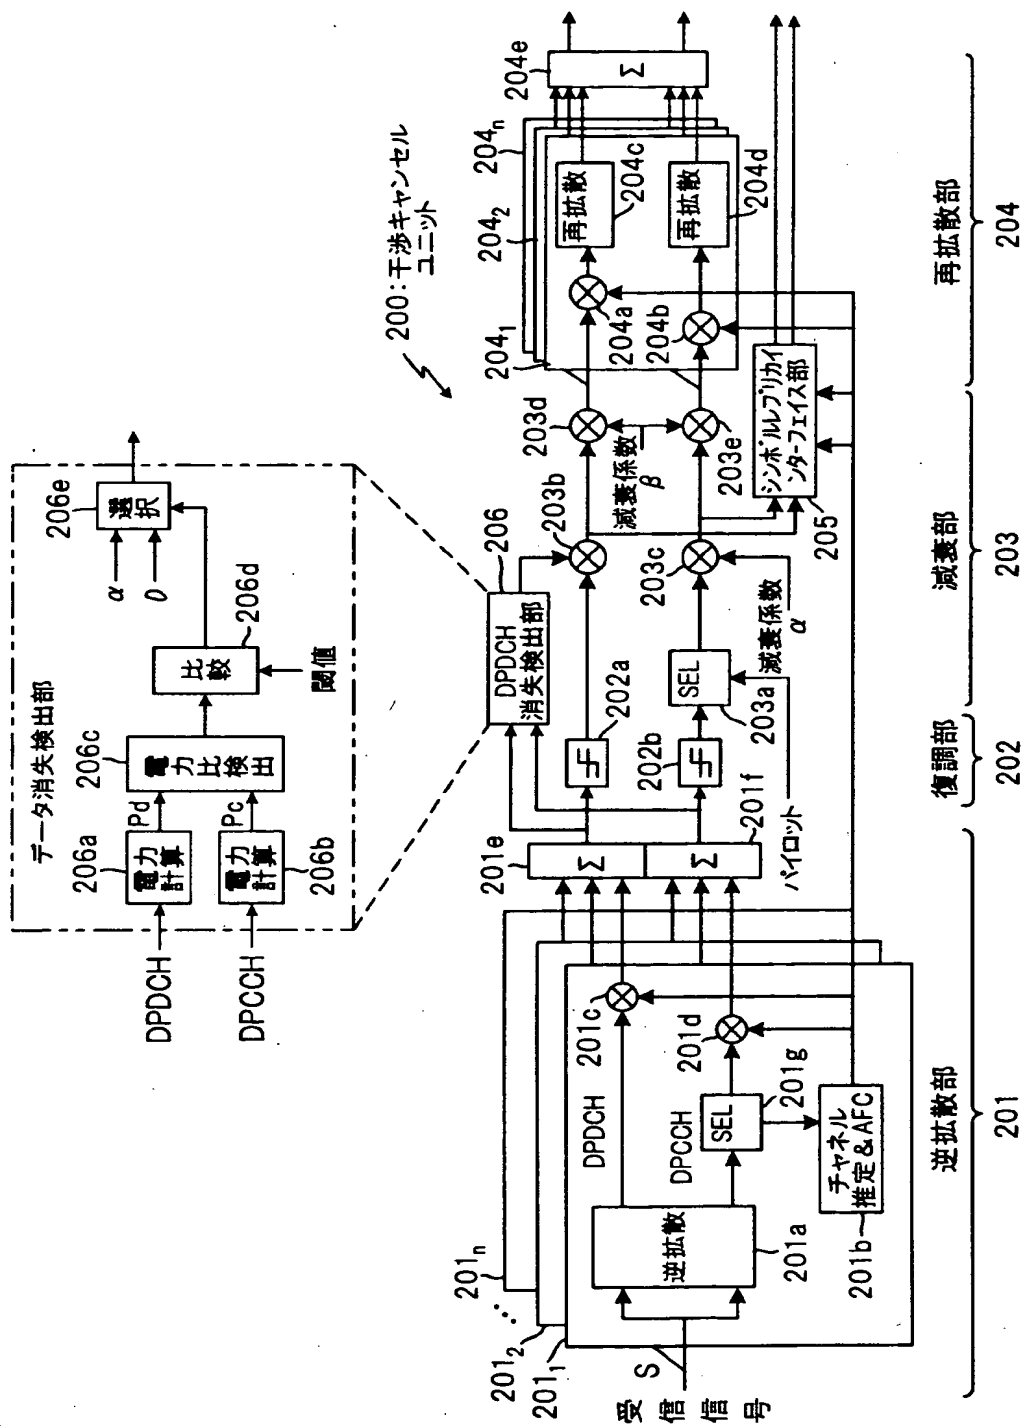 データ消失検出部
206a
電力
計算
Pd
206c
電力比検出
比較
206d
閾値
α
0
206e
選択
DPDCH
DPCCH
電力
計算
206b
Pc
200:干渉キャンセル
ユニット
206
DPDCH
消失検出部
受信信号
S
201₁
201₂
...
201ₙ
逆拡散
201a
DPDCH
DPCCH
SEL
201g
201c
201d
チャネル
推定&AFC
201b
201e
Σ
Σ
201f
パイロット
202a
202b
SEL
203a
減衰係数
α
203b
203c
減衰係数
β
203d
203e
シンボルレプリカイ
ンターフェイス部
205
204₁
204₂
204ₙ
204a
204b
再拡散
204c
再拡散
204d
204e
Σ
逆拡散部
201
復調部
202
減衰部
203
再拡散部
204